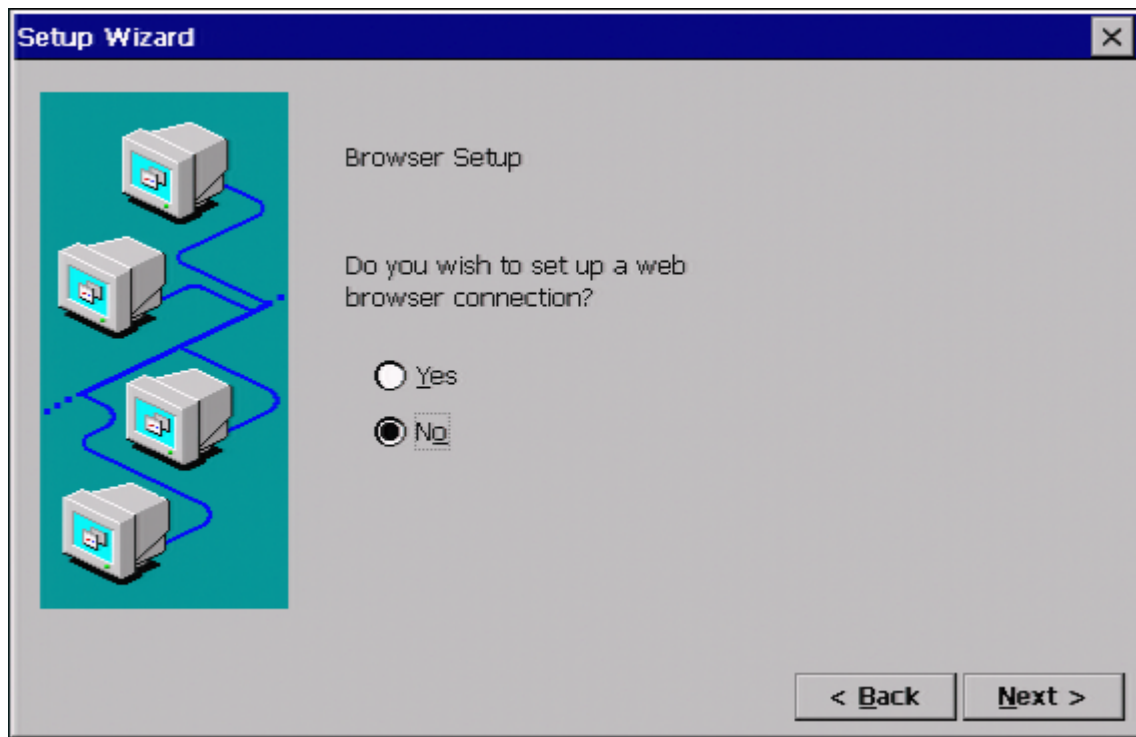 Setup Wizard
Browser Setup
Do you wish to set up a web
browser connection?
Yes
No
< Back
Next >